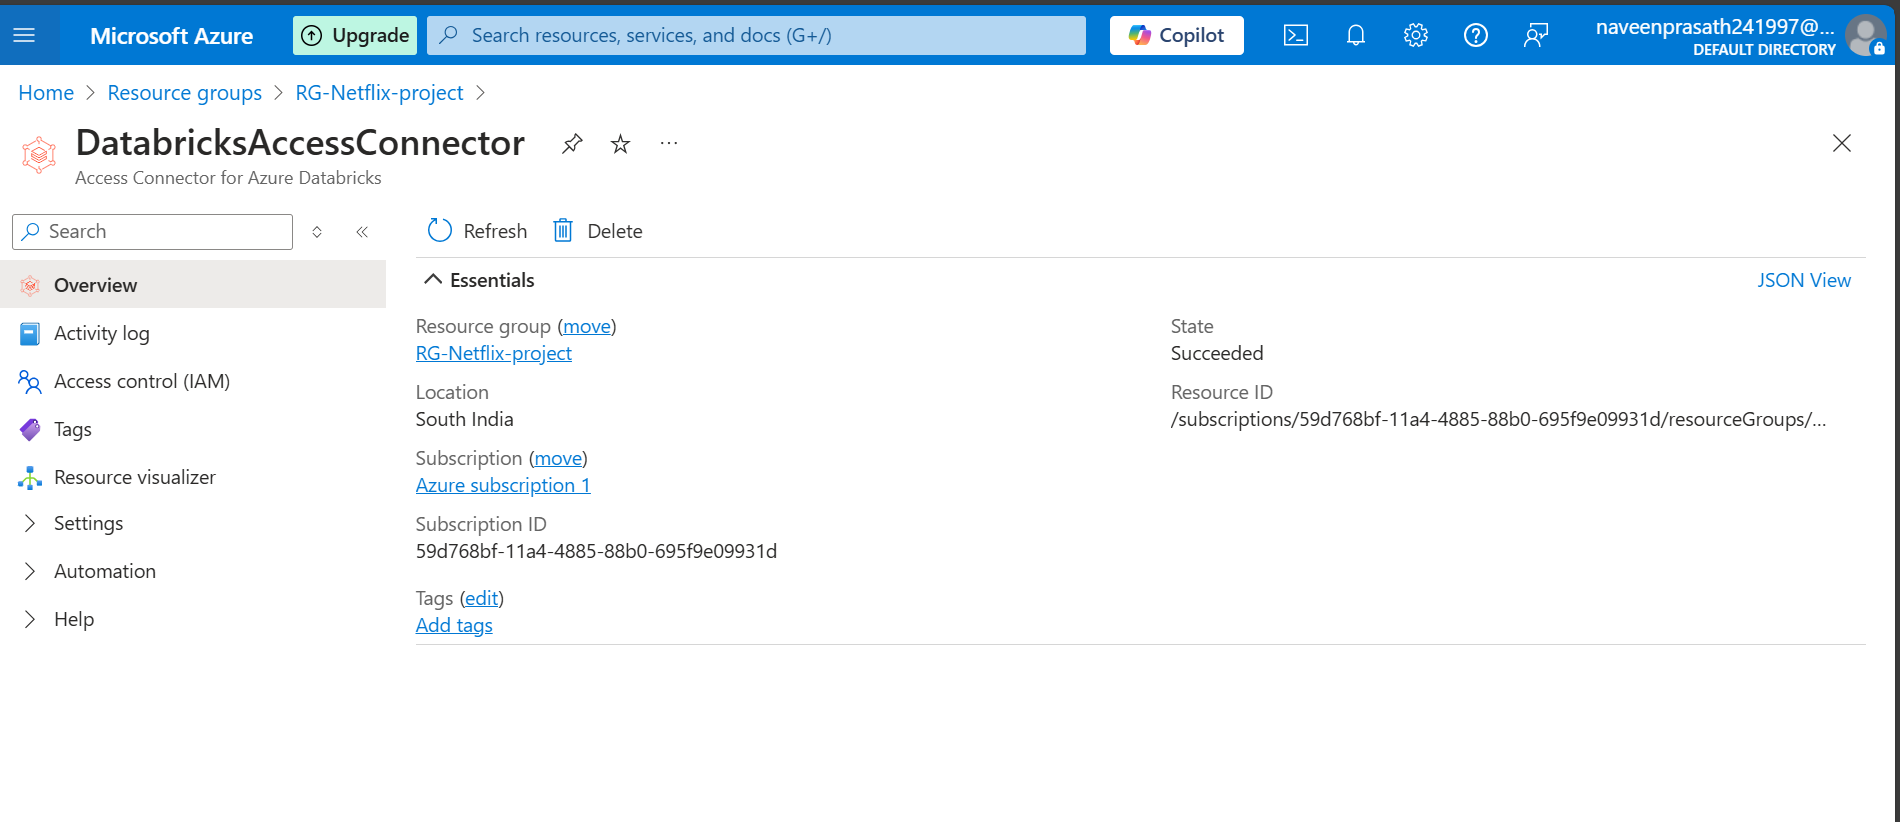 Microsoft Azure
Upgrade
Search resources, services, and docs (G+/)
Copilot
naveenprasath241997@...
DEFAULT DIRECTORY
Home > Resource groups > RG-Netflix-project >
DatabricksAccessConnector
Access Connector for Azure Databricks
Search
Refresh
Delete
Overview
Activity log
Access control (IAM)
Tags
Resource visualizer
Settings
Automation
Help
Essentials
JSON View
Resource group (move)
RG-Netflix-project
Location
South India
Subscription (move)
Azure subscription 1
Subscription ID
59d768bf-11a4-4885-88b0-695f9e09931d
Tags (edit)
Add tags
State
Succeeded
Resource ID
/subscriptions/59d768bf-11a4-4885-88b0-695f9e09931d/resourceGroups/...